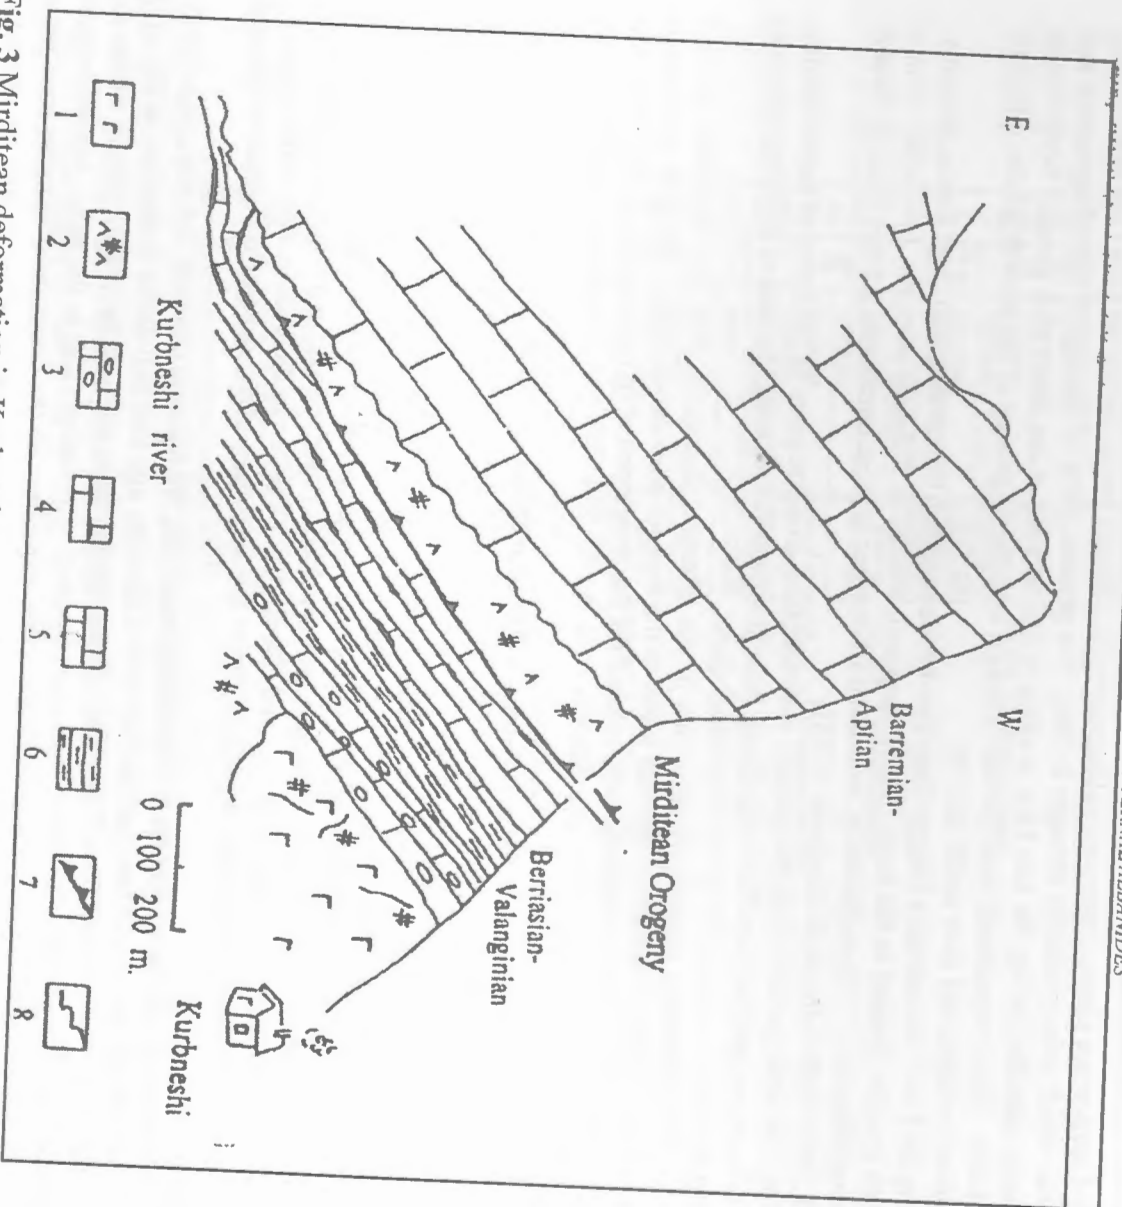 E
W
Barremian-
Aptian
Mirditean Orogeny
Berriasian-
Valanginian
Kurbneshi river
Kurbneshi
0 100 200 m.
1 2 3 4 5 6 7 8
Fig. 3 Mirditean deformation in